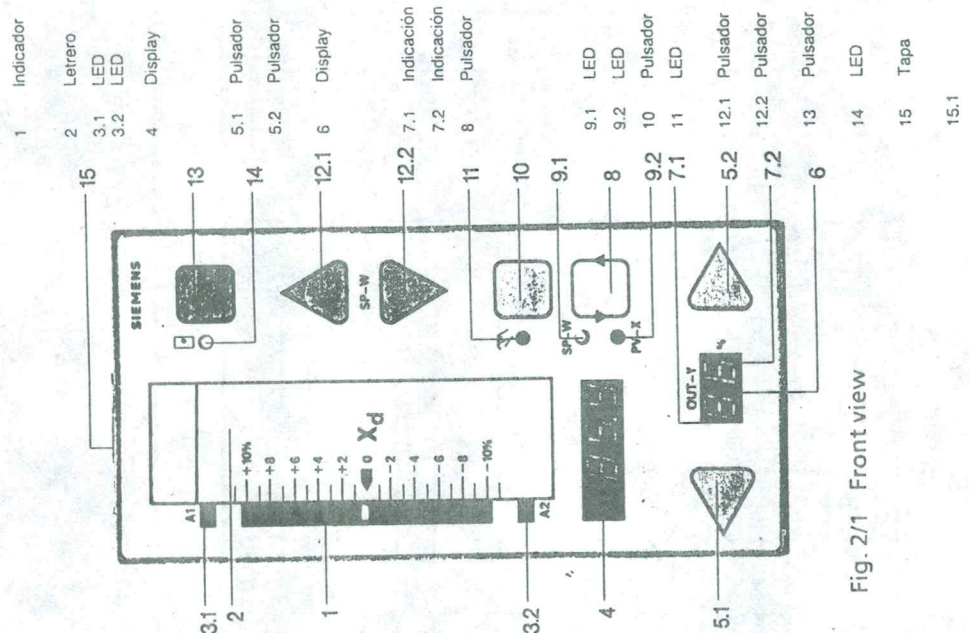 1 Indicador
2 Letrero
3.1 LED
3.2 LED
4 Display
5.1 Pulsador
5.2 Pulsador
6 Display
7.1 Indicación
7.2 Indicación
8 Pulsador
9.1 LED
9.2 LED
10 Pulsador
11 LED
12.1 Pulsador
12.2 Pulsador
13 Pulsador
14 LED
15 Tapa
15.1
15
13
14
12.1
12.2
11
10
9.1
8
9.2
7.1
5.2
7.2
6
SIEMENS
SP-W
SP-W
PV-X
A1
+10%
+8
+6
+4
+2
0
Xd
-2
-4
-6
-8
-10%
A2
OUT-Y
%
3.1
2
1
3.2
4
5.1
Fig. 2/1 Front view